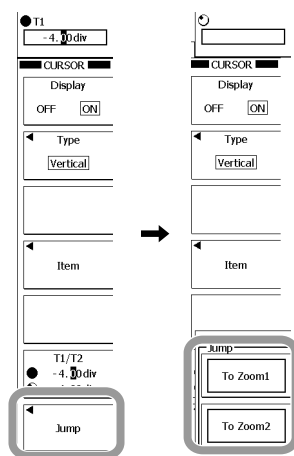 T1
-4.00div
CURSOR
Display
OFF ON
Type
Vertical
Item
T1/T2
-4.00div
Jump
CURSOR
Display
OFF ON
Type
Vertical
Item
Jump
To Zoom1
To Zoom2